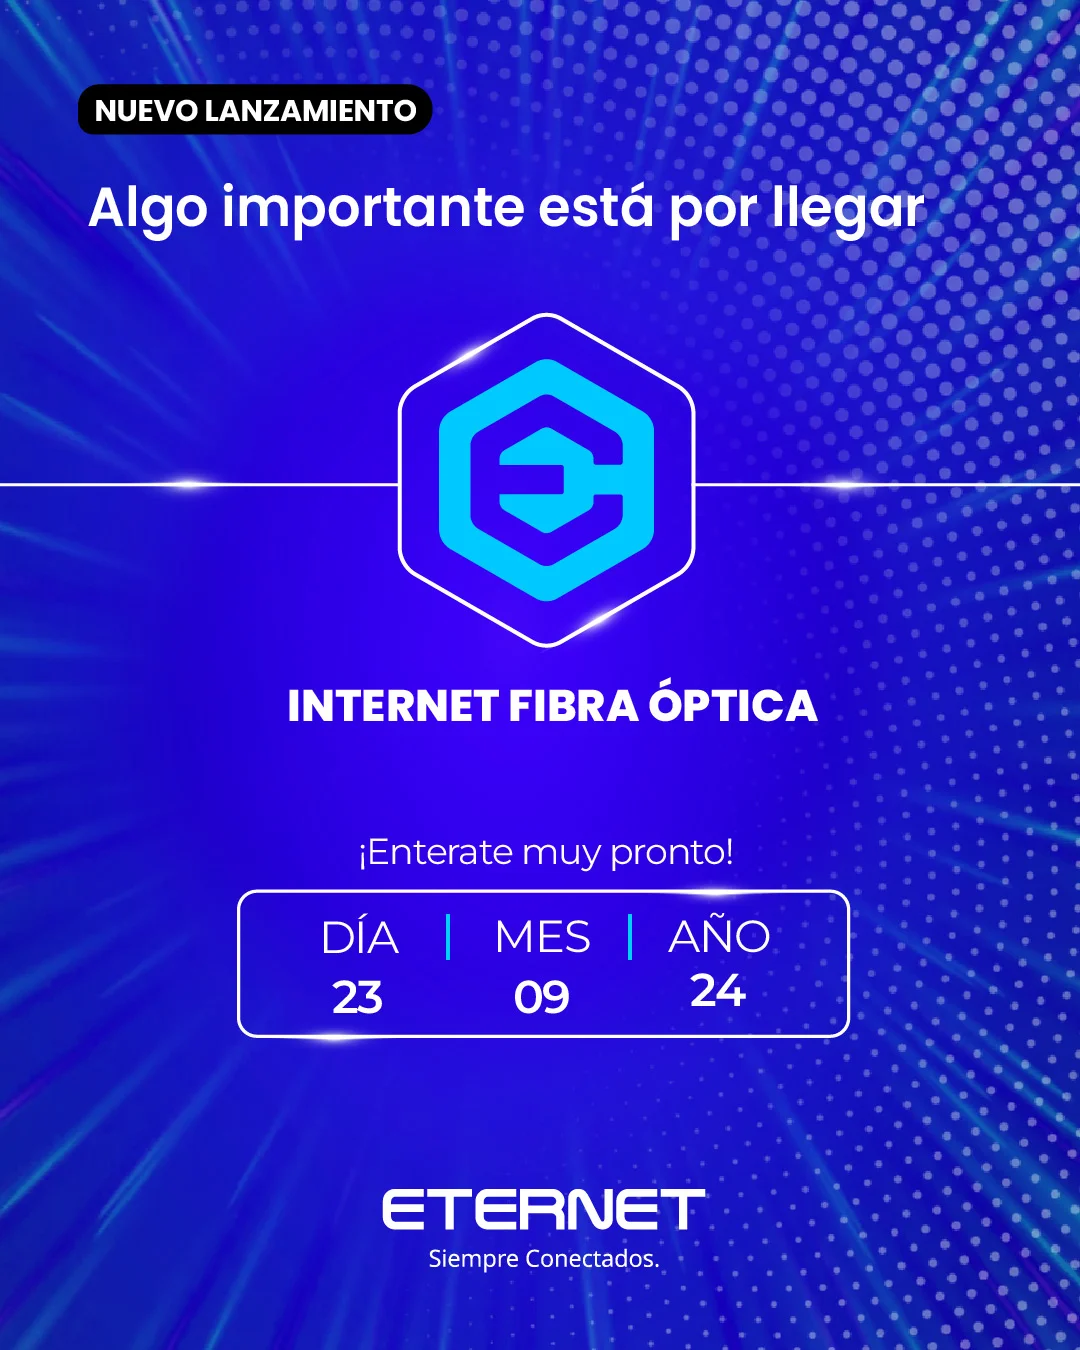 NUEVO LANZAMIENTO
Algo importante está por llegar
INTERNET FIBRA ÓPTICA
¡Enterate muy pronto!
DÍA | MES | AÑO
23 09 24
ETERNET
Siempre Conectados.